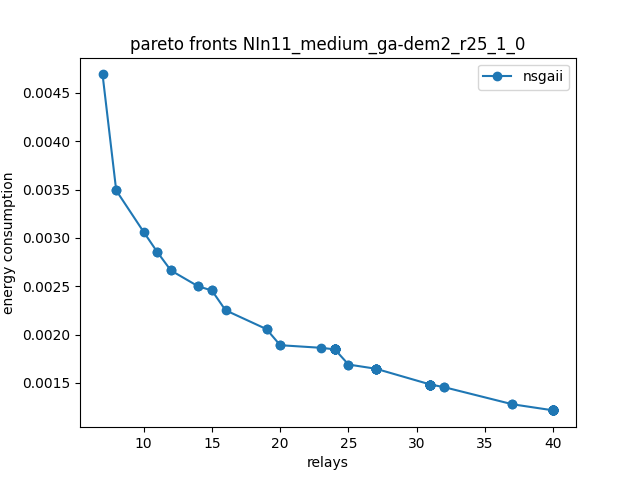 pareto fronts NIn11_medium_ga-dem2_r25_1_0
nsgaii
energy consumption
0.0045
0.0040
0.0035
0.0030
0.0025
0.0020
0.0015
10 15 20 25 30 35 40
relays